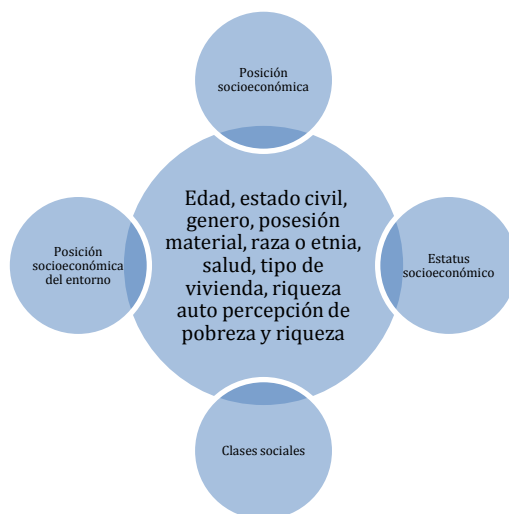 Posición
socioeconómica
Edad, estado civil,
genero, posesión
material, raza o etnia,
salud, tipo de
vivienda, riqueza
auto percepción de
pobreza y riqueza
Posición
socioeconómica
del entorno
Estatus
socioeconómico
Clases sociales